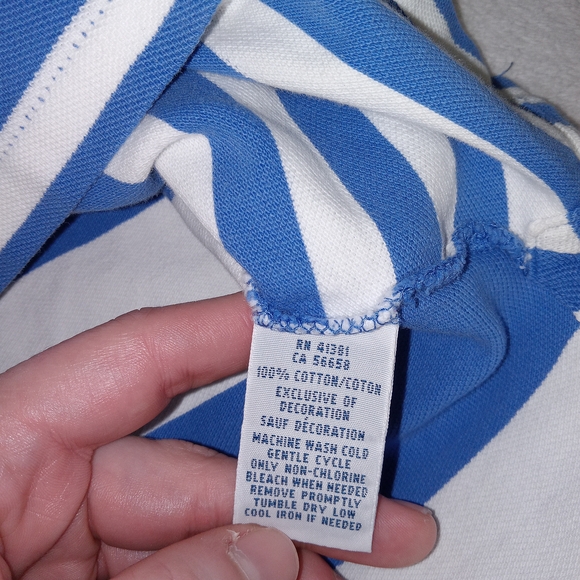 RN 41381
CA 56658
100% COTTON/COTON
EXCLUSIVE OF
DECORATION
SAUF DÉCORATION
MACHINE WASH COLD
GENTLE CYCLE
ONLY NON-CHLORINE
BLEACH WHEN NEEDED
REMOVE PROMPTLY
TUMBLE DRY LOW
COOL IRON IF NEEDED